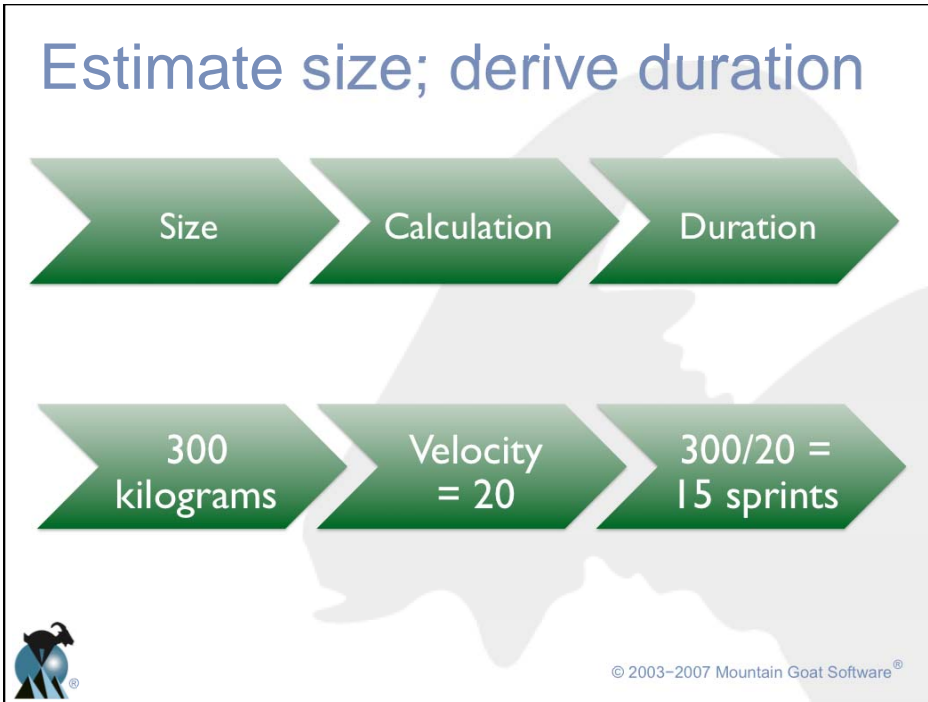 Estimate size; derive duration
Size
Calculation
Duration
300
kilograms
Velocity
= 20
300/20 =
15 sprints
®
© 2003–2007 Mountain Goat Software®